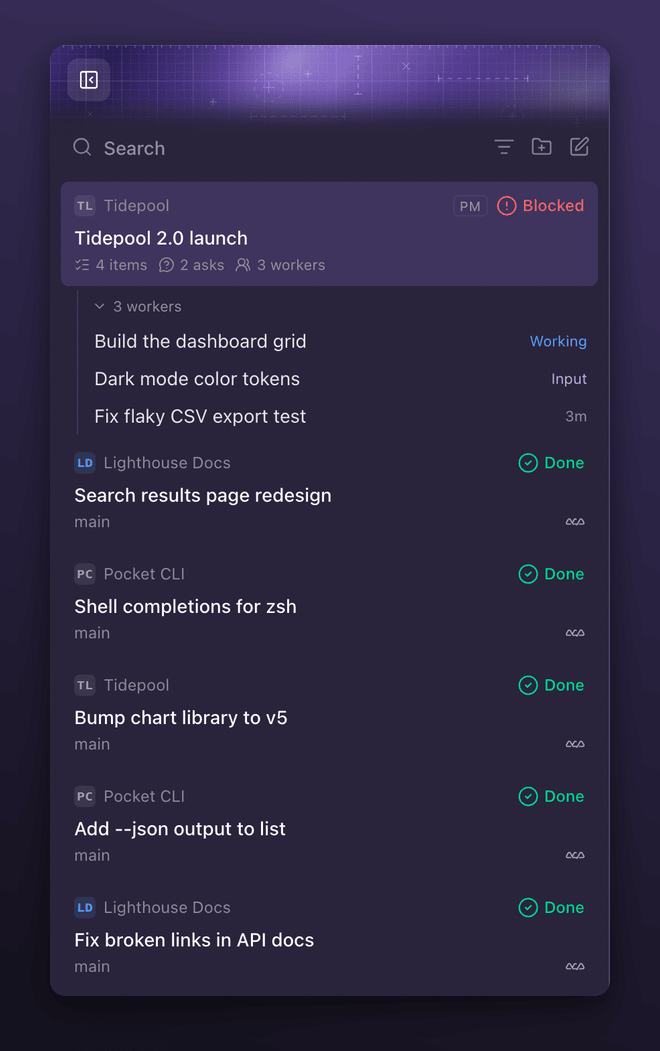 Search
TL Tidepool PM Blocked
Tidepool 2.0 launch
4 items 2 asks 3 workers
3 workers
Build the dashboard grid Working
Dark mode color tokens Input
Fix flaky CSV export test 3m
LD Lighthouse Docs Done
Search results page redesign
main
PC Pocket CLI Done
Shell completions for zsh
main
TL Tidepool Done
Bump chart library to v5
main
PC Pocket CLI Done
Add --json output to list
main
LD Lighthouse Docs Done
Fix broken links in API docs
main